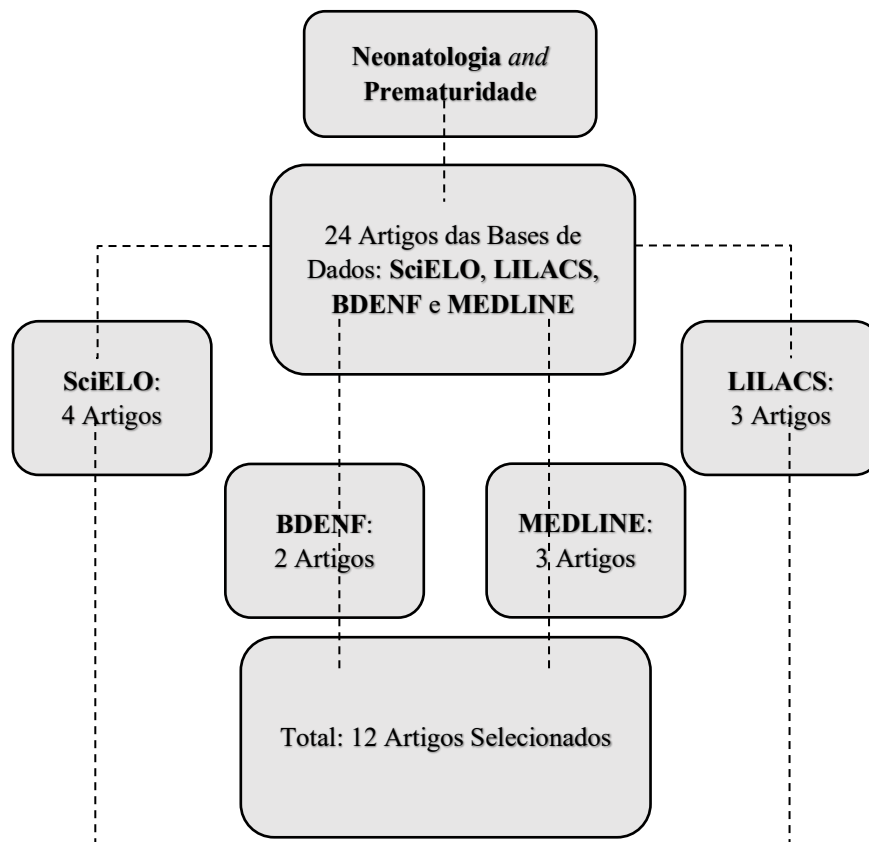 Neonatologia and
Prematuridade
24 Artigos das Bases de
Dados: SciELO, LILACS,
BDENF e MEDLINE
SciELO:
4 Artigos
LILACS:
3 Artigos
BDENF:
2 Artigos
MEDLINE:
3 Artigos
Total: 12 Artigos Selecionados